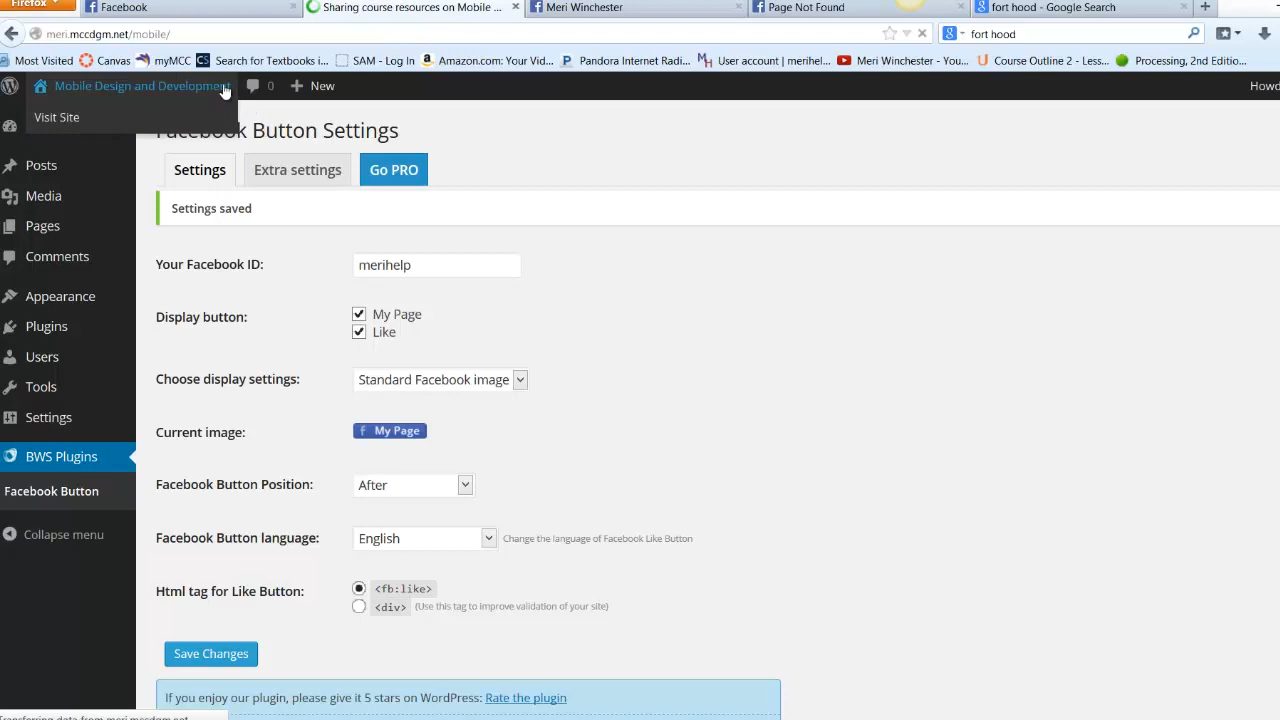 Firefox
Facebook
Sharing course resources on Mobile ...
Meri Winchester
Page Not Found
fort hood - Google Search
meri.mccdgm.net/mobile/
fort hood
Most Visited
Canvas
myMCC
Search for Textbooks i...
SAM - Log In
Amazon.com: Your Vid...
Pandora Internet Radi...
User account | merihel...
Meri Winchester - You...
Course Outline 2 - Less...
Processing, 2nd Edition...
Mobile Design and Development
0
New
Howd
Visit Site
Facebook Button Settings
Settings
Extra settings
Go PRO
Settings saved
Posts
Media
Pages
Comments
Appearance
Plugins
Users
Tools
Settings
BWS Plugins
Facebook Button
Collapse menu
Your Facebook ID:
merihelp
Display button:
My Page
Like
Choose display settings:
Standard Facebook image
Current image:
My Page
Facebook Button Position:
After
Facebook Button language:
English
Change the language of Facebook Like Button
Html tag for Like Button:
<fb:like>
<div>
(Use this tag to improve validation of your site)
Save Changes
If you enjoy our plugin, please give it 5 stars on WordPress: Rate the plugin
Transferring data from meri.mccdgm.net...